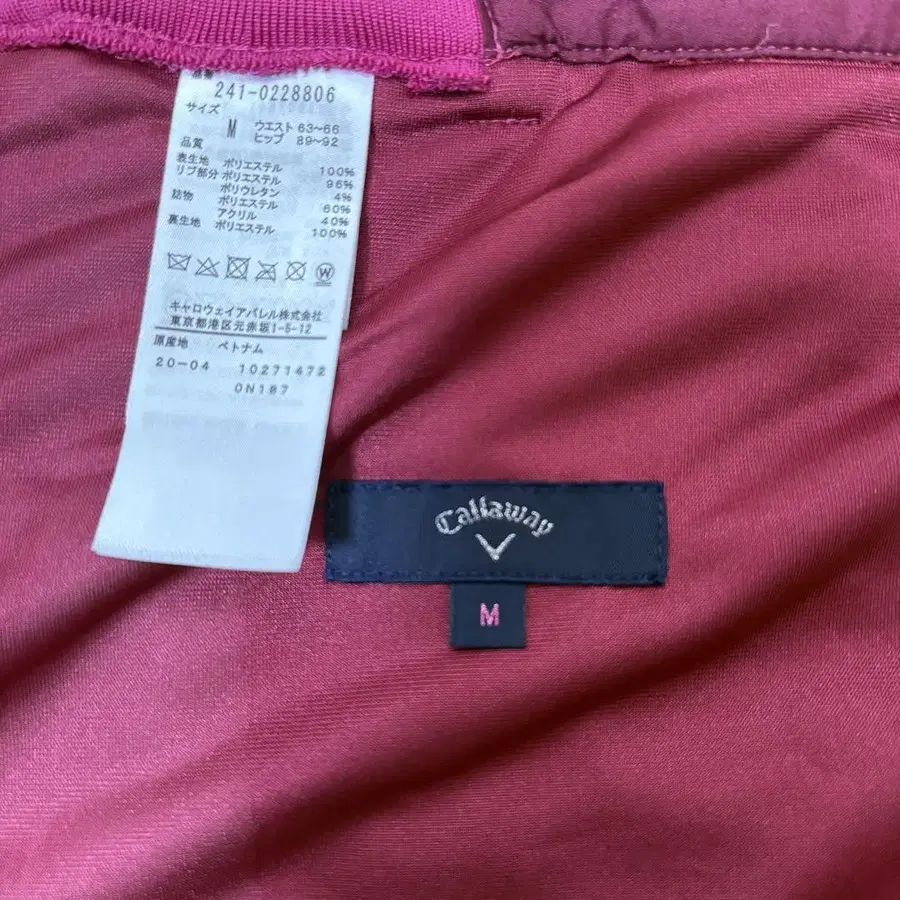 品番
241-0228806
サイズ
M ウエスト 63~66
ヒップ 89~92
品質
表生地 ポリエステル 100%
リブ部分 ポリエステル 96%
ポリウレタン 4%
詰物 ポリエステル 60%
アクリル 40%
裏生地 ポリエステル 100%
W
キャロウェイアパレル株式会社
東京都港区元赤坂1-5-12
原産地 ベトナム
20-04 10271472
0N187
Callaway
M